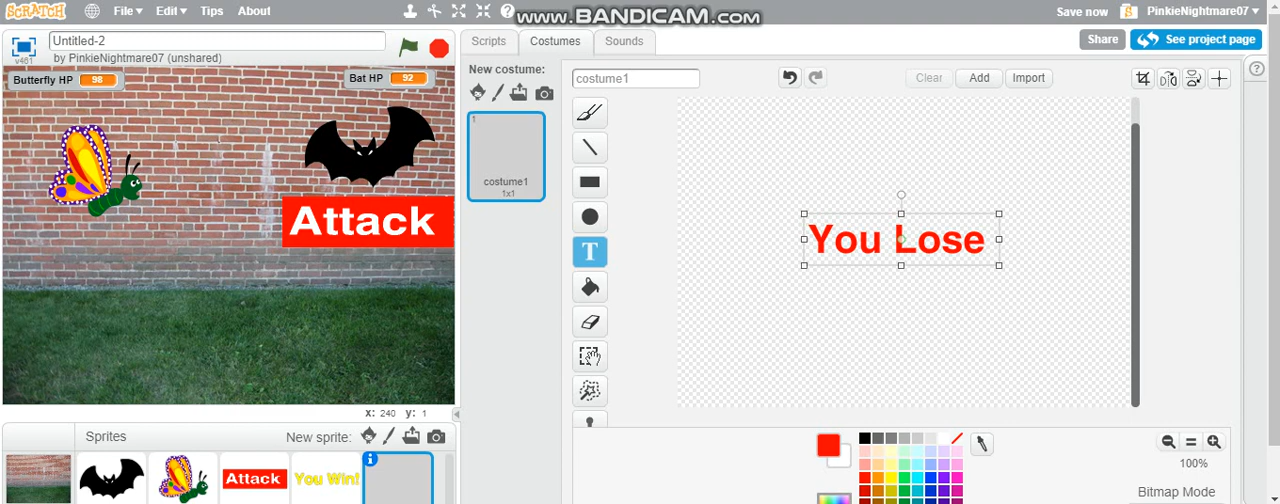 SCRATCH
File
Edit
Tips
About
www.BANDICAM.com
Save now
PinkieNightmare07
v461
Untitled-2
by PinkieNightmare07 (unshared)
Scripts
Costumes
Sounds
Share
See project page
Butterfly HP 98
Bat HP 92
New costume:
costume1
Clear
Add
Import
1
costume1
1x1
Attack
You Lose
x: 240 y: 1
Sprites
New sprite:
Attack
You Win!
100%
Bitmap Mode